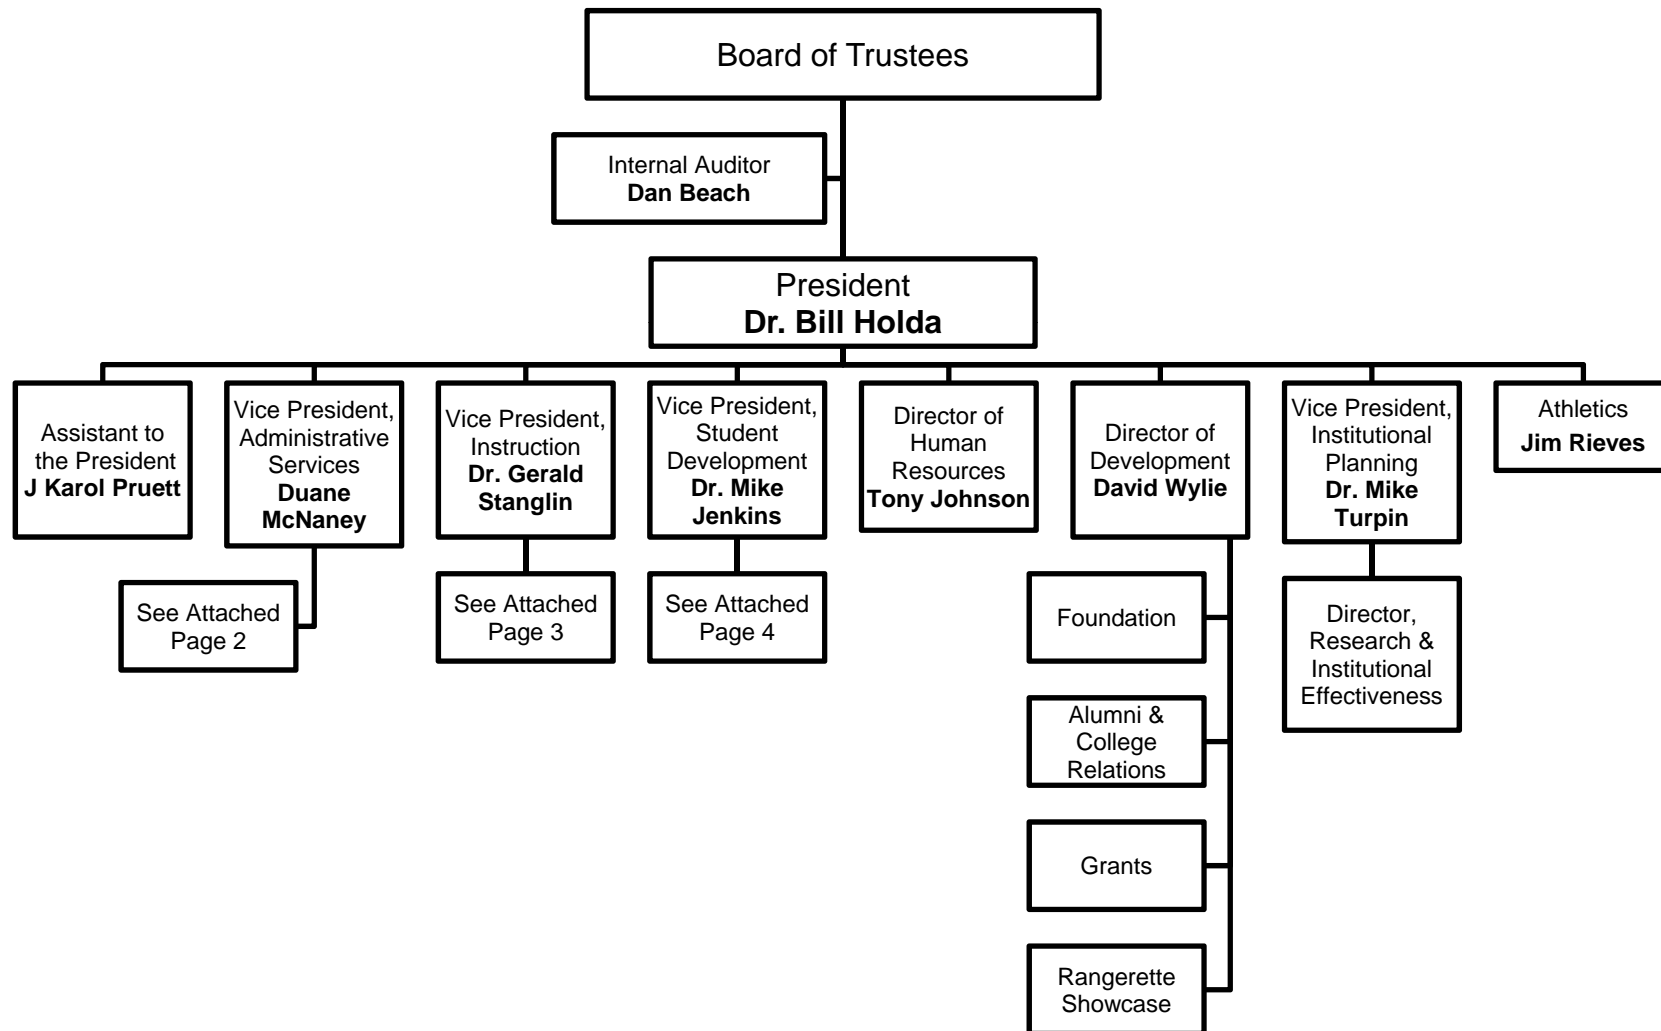 Board of Trustees
Internal Auditor
Dan Beach
President
Dr. Bill Holda
Assistant to
the President
J Karol Pruett
Vice President,
Administrative
Services
Duane
McNaney
Vice President,
Instruction
Dr. Gerald
Stanglin
Vice President,
Student
Development
Dr. Mike
Jenkins
Director of
Human
Resources
Tony Johnson
Director of
Development
David Wylie
Vice President,
Institutional
Planning
Dr. Mike
Turpin
Athletics
Jim Rieves
See Attached
Page 2
See Attached
Page 3
See Attached
Page 4
Foundation
Director,
Research &
Institutional
Effectiveness
Alumni &
College
Relations
Grants
Rangerette
Showcase